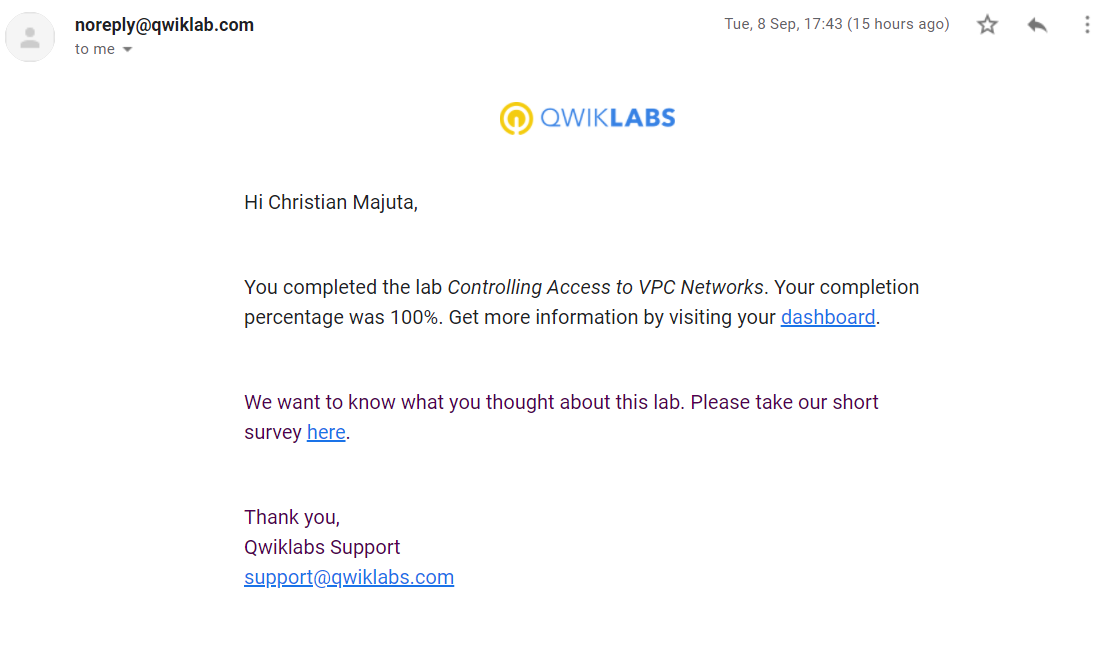 noreply@qwiklab.com
Tue, 8 Sep, 17:43 (15 hours ago)
to me
QWIKLABS
Hi Christian Majuta,
You completed the lab Controlling Access to VPC Networks. Your completion
percentage was 100%. Get more information by visiting your dashboard.
We want to know what you thought about this lab. Please take our short
survey here.
Thank you,
Qwiklabs Support
support@qwiklabs.com